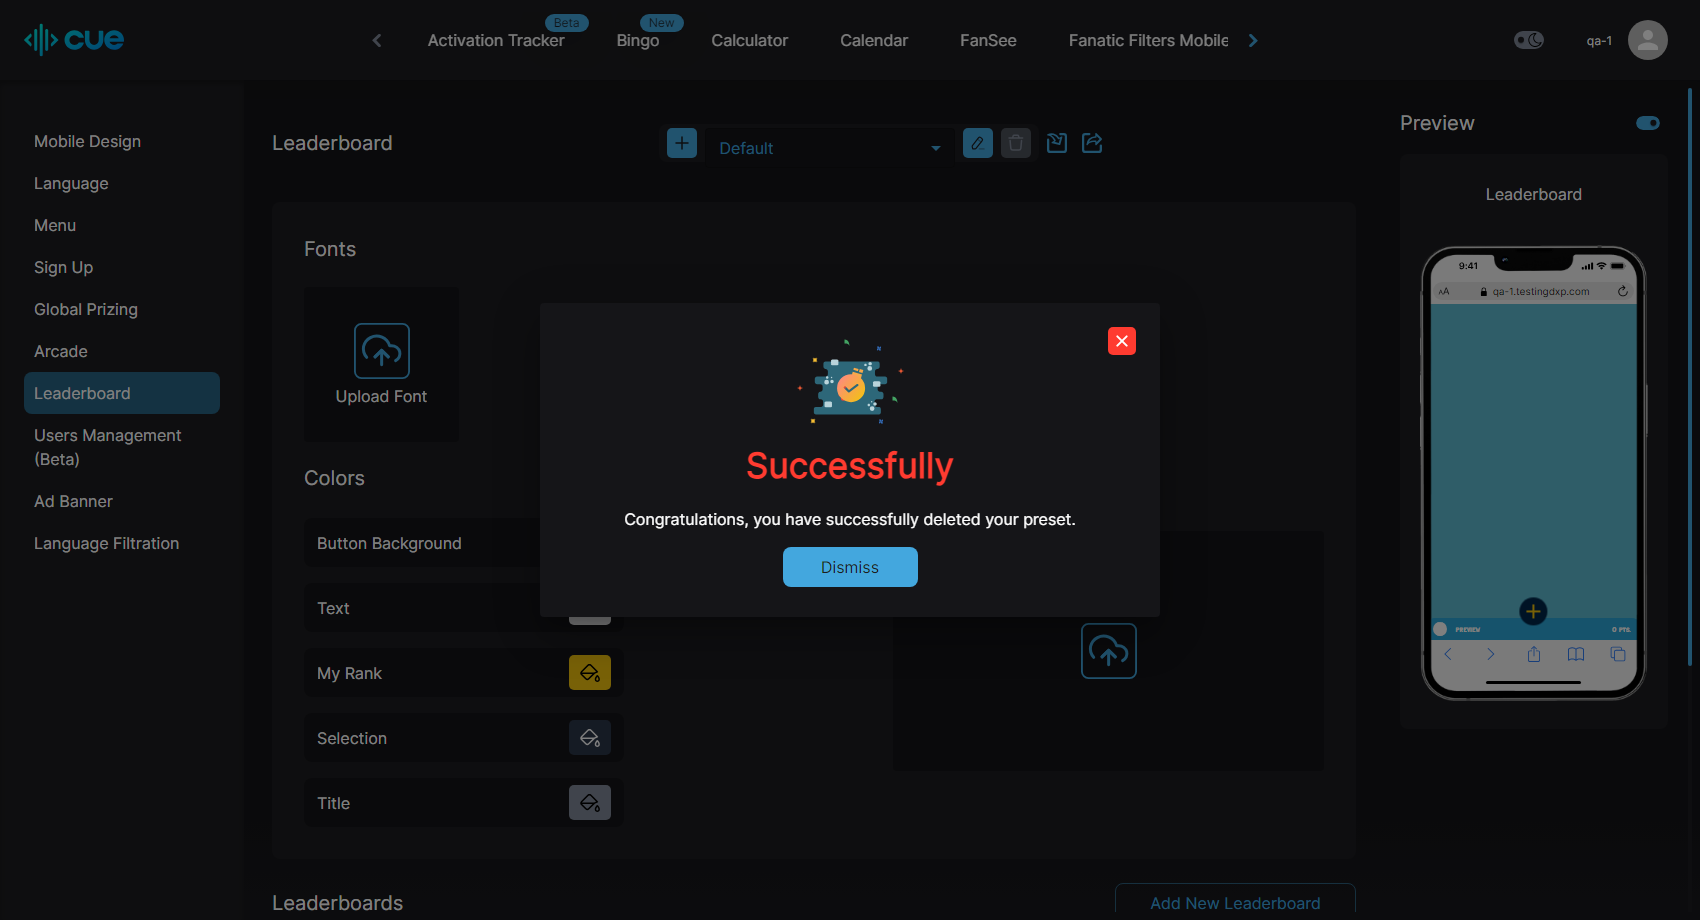 cue
Activation Tracker
Beta
Bingo
New
Calculator
Calendar
FanSee
Fanatic Filters Mobile
qa-1
Mobile Design
Language
Menu
Sign Up
Global Prizing
Arcade
Leaderboard
Users Management
(Beta)
Ad Banner
Language Filtration
Leaderboard
Default
Fonts
Upload Font
Colors
Button Background
Text
My Rank
Selection
Title
Successfully
Congratulations, you have successfully deleted your preset.
Dismiss
Leaderboards
Add New Leaderboard
Preview
Leaderboard
9:41
AA
qa-1.testingdxp.com
PREVIEW
0 PTS.